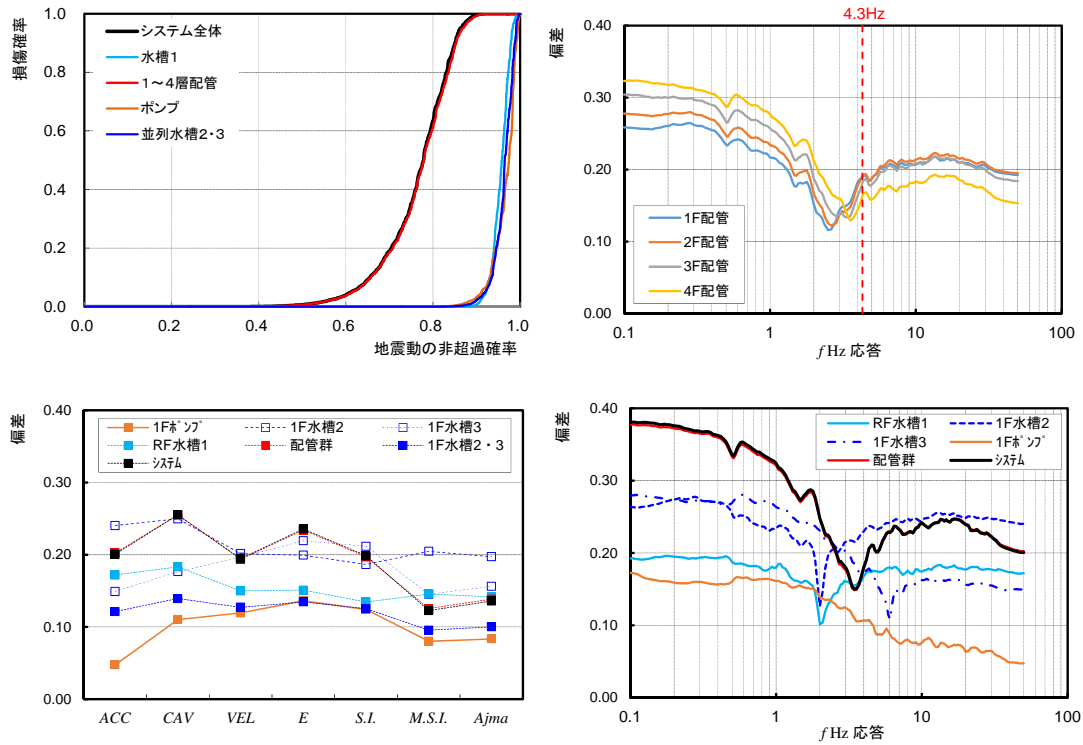 損傷確率
1.0
0.8
0.6
0.4
0.2
0.0
システム全体
水槽1
1～4層配管
ポンプ
並列水槽2・3
0.0 0.2 0.4 0.6 0.8 1.0
地震動の非超過確率
偏差
4.3Hz
0.40
0.30
0.20
0.10
0.00
1F配管
2F配管
3F配管
4F配管
0.1 1 10 100
f Hz 応答
偏差
0.40
0.30
0.20
0.10
0.00
1Fﾎﾟﾝﾌﾟ 1F水槽2 1F水槽3
RF水槽1 配管群 1F水槽2・3
ｼｽﾃﾑ
ACC CAV VEL E S.I. M.S.I. Ajma
偏差
0.40
0.30
0.20
0.10
0.00
RF水槽1 1F水槽2
1F水槽3 1Fﾎﾟﾝﾌﾟ
配管群 ｼｽﾃﾑ
0.1 1 10 100
f Hz 応答